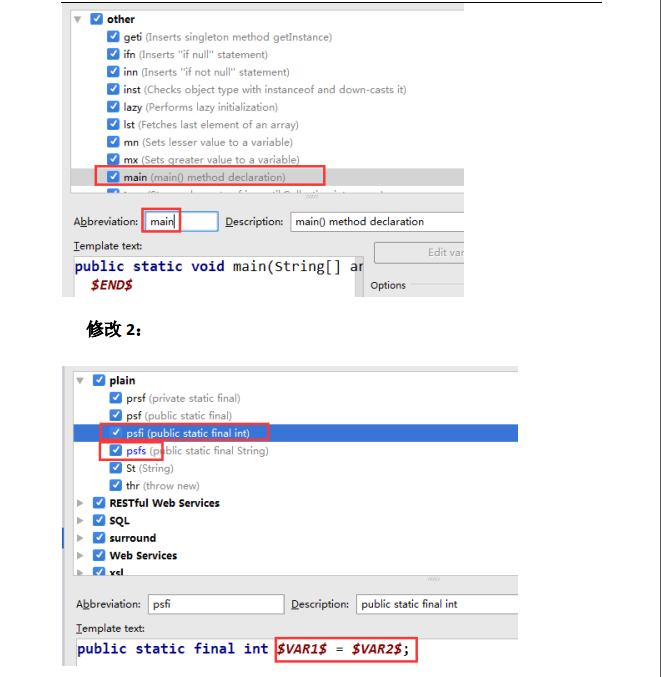 other
geti (Inserts singleton method getInstance)
ifn (Inserts "if null" statement)
inn (Inserts "if not null" statement)
inst (Checks object type with instanceof and down-casts it)
lazy (Performs lazy initialization)
lst (Fetches last element of an array)
mn (Sets lesser value to a variable)
mx (Sets greater value to a variable)
main (main() method declaration)
Abbreviation: main Description: main() method declaration
Template text:
Edit var
public static void main(String[] ar
$END$
Options
修改 2：
plain
prsf (private static final)
psf (public static final)
psfi (public static final int)
psfs (public static final String)
St (String)
thr (throw new)
RESTful Web Services
SQL
surround
Web Services
xsl
Abbreviation: psfi Description: public static final int
Template text:
public static final int $VAR1$ = $VAR2$;